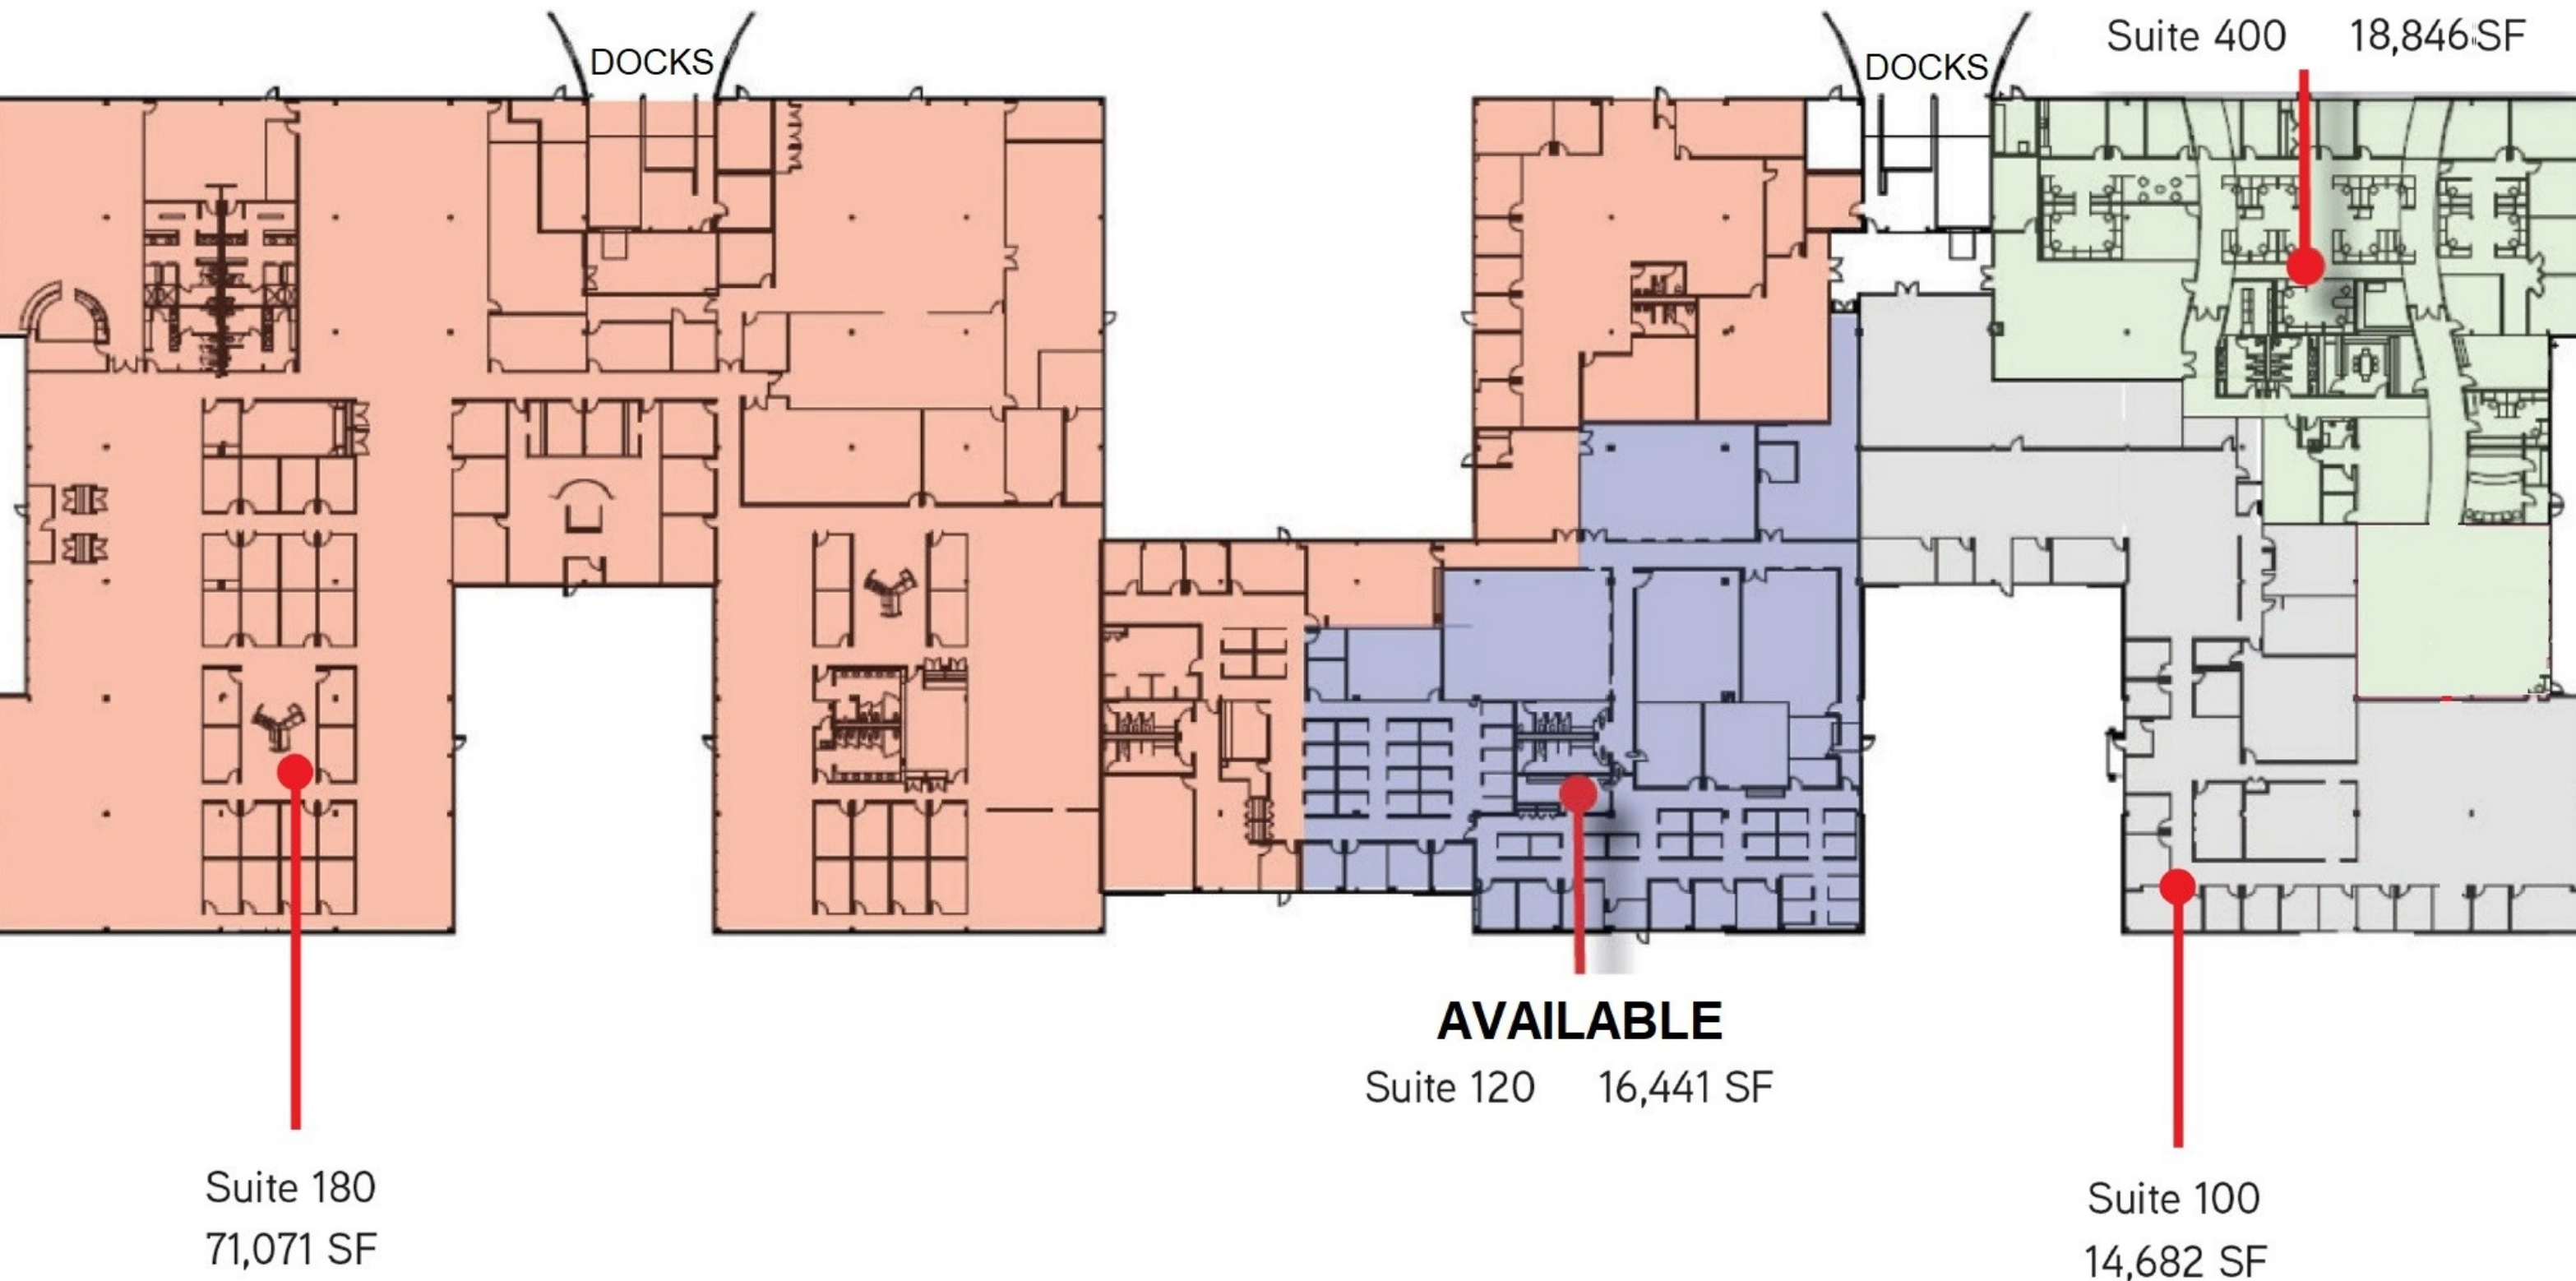 DOCKS
DOCKS
Suite 400 18,846 SF
AVAILABLE
Suite 120 16,441 SF
Suite 180
71,071 SF
Suite 100
14,682 SF